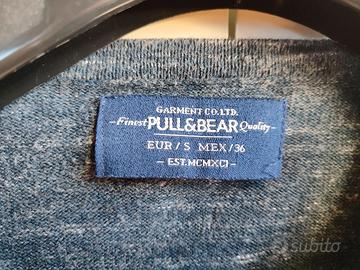 GARMENT CO.LTD.
-Finest PULL&BEAR Quality-
EUR/S MEX/36
- EST.MCMXCI -
subito